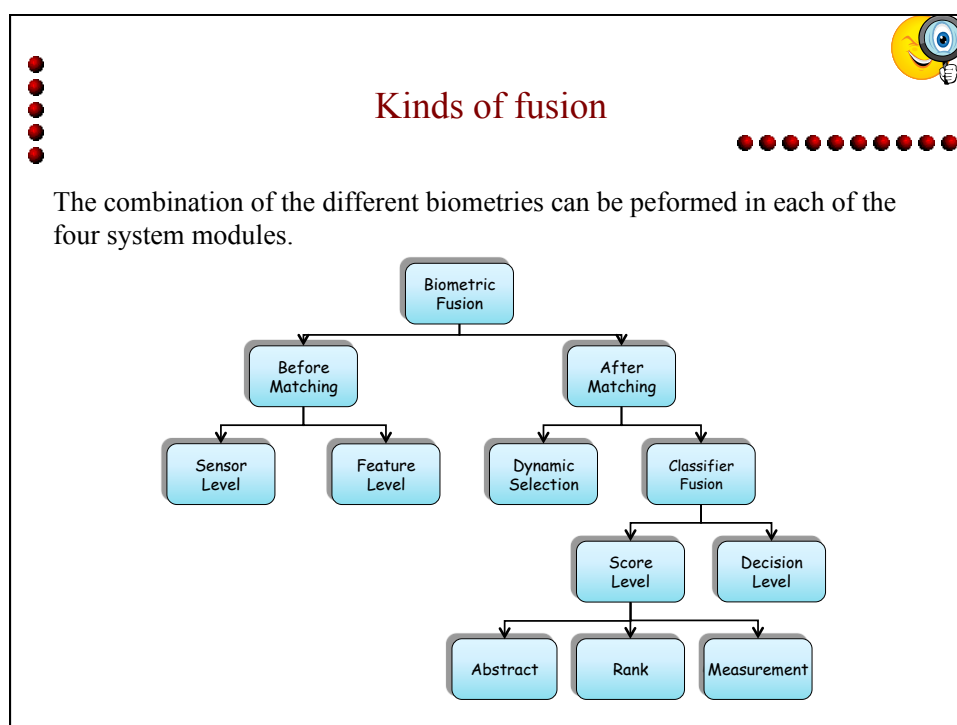 Kinds of fusion
The combination of the different biometries can be peformed in each of the
four system modules.
Biometric
Fusion
Before
Matching
After
Matching
Sensor
Level
Feature
Level
Dynamic
Selection
Classifier
Fusion
Score
Level
Decision
Level
Abstract
Rank
Measurement